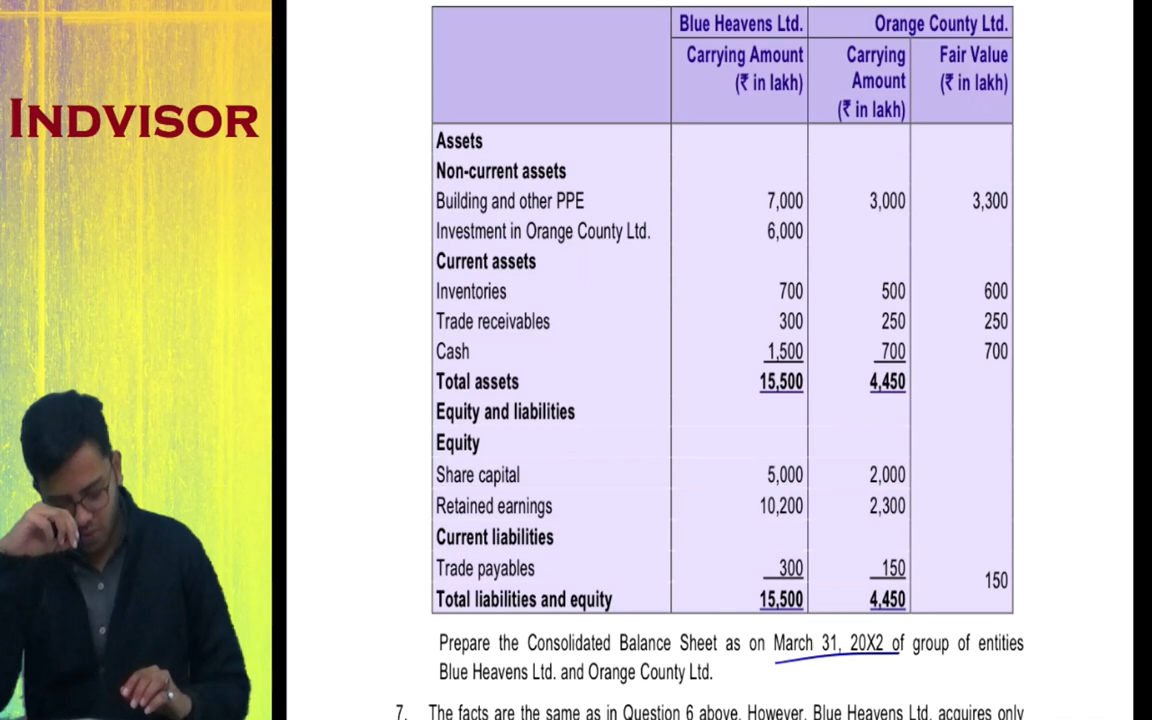 INDVISOR
Blue Heavens Ltd. Orange County Ltd.
Carrying Amount Carrying Fair Value
(₹ in lakh) Amount (₹ in lakh)
(₹ in lakh)
Assets
Non-current assets
Building and other PPE 7,000 3,000 3,300
Investment in Orange County Ltd. 6,000
Current assets
Inventories 700 500 600
Trade receivables 300 250 250
Cash 1,500 700 700
Total assets 15,500 4,450
Equity and liabilities
Equity
Share capital 5,000 2,000
Retained earnings 10,200 2,300
Current liabilities
Trade payables 300 150 150
Total liabilities and equity 15,500 4,450
Prepare the Consolidated Balance Sheet as on March 31, 20X2 of group of entities
Blue Heavens Ltd. and Orange County Ltd.
7. The facts are the same as in Question 6 above. However, Blue Heavens Ltd. acquires only